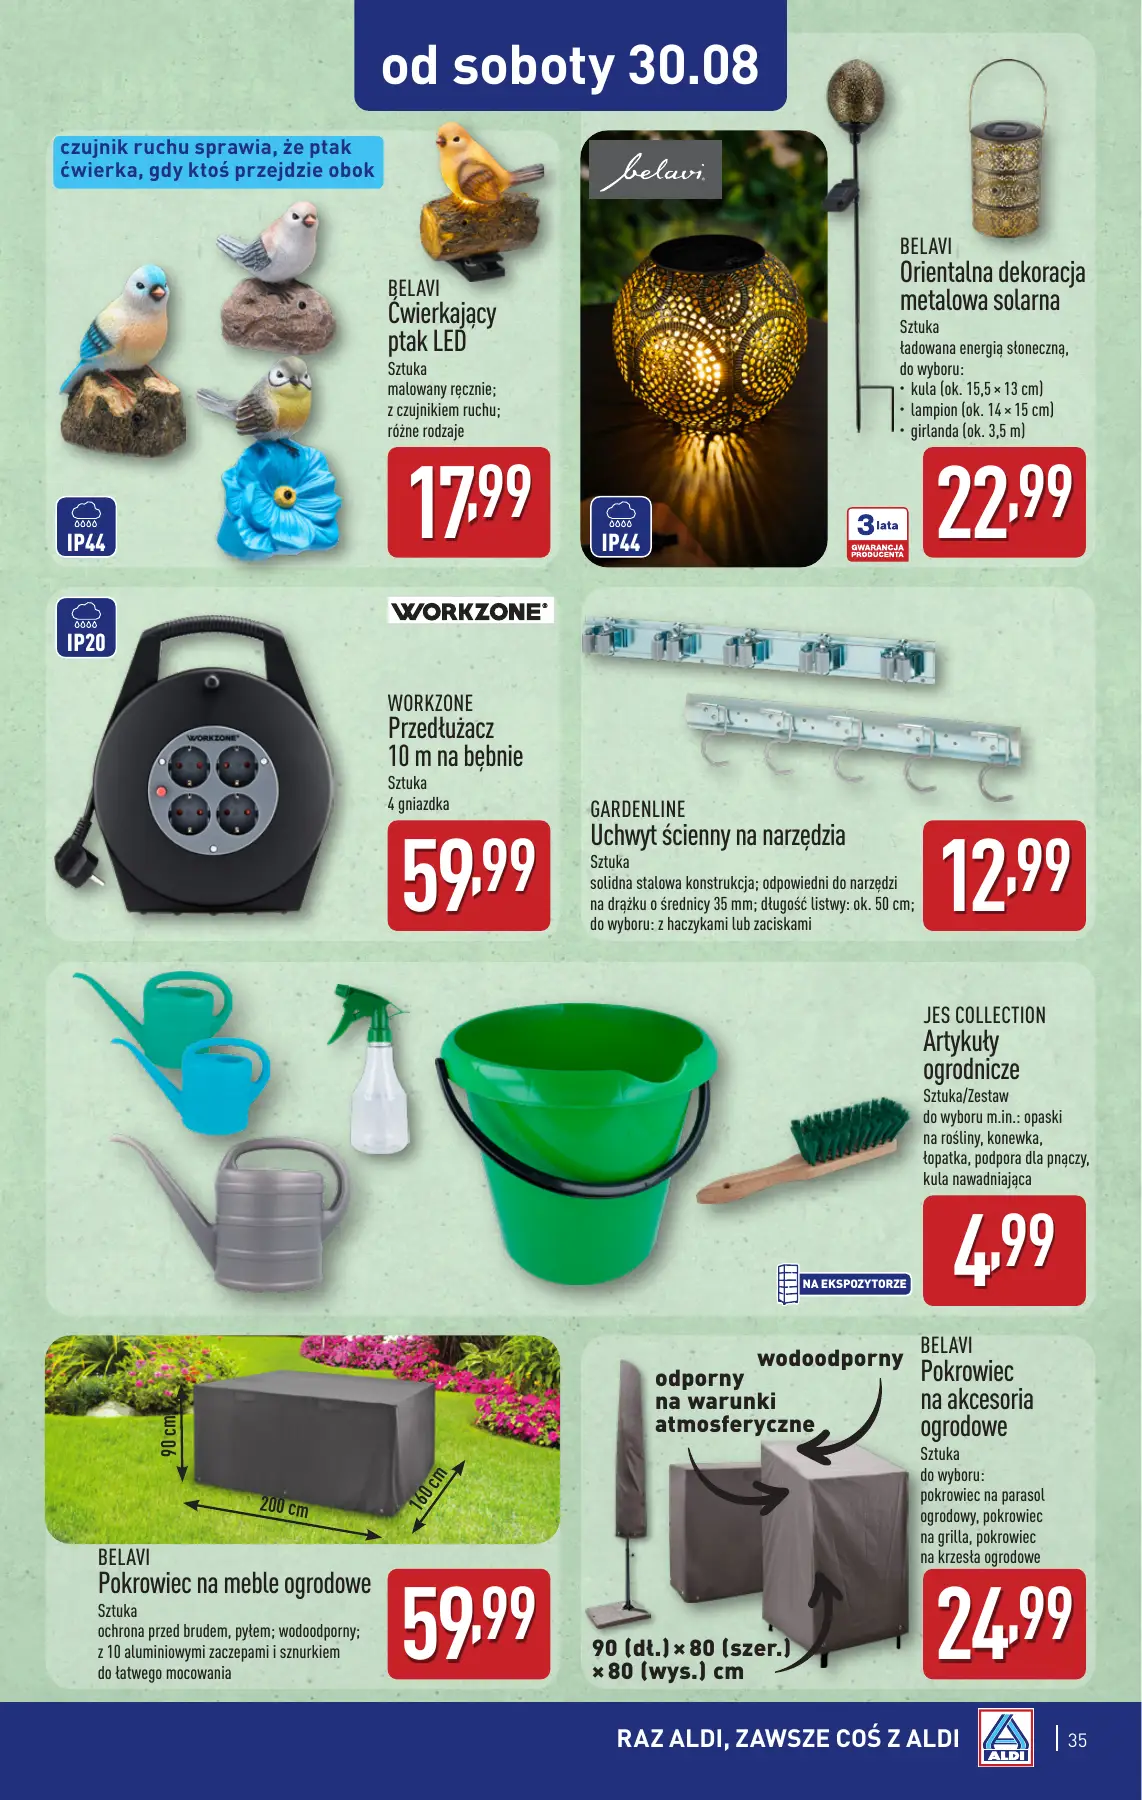 od soboty 30.08
czujnik ruchu sprawia, że ptak
ćwierka, gdy ktoś przejdzie obok
BELAVI
Ćwierkający
ptak LED
Sztuka
malowany ręcznie;
z czujnikiem ruchu;
różne rodzaje
17,99
IP44
belavi®
BELAVI
Orientalna dekoracja
metalowa solarna
Sztuka
ładowana energią słoneczną,
do wyboru:
• kula (ok. 15,5 × 13 cm)
• lampion (ok. 14 × 15 cm)
• girlanda (ok. 3,5 m)
22,99
IP44
3 lata
GWARANCJA
PRODUCENTA
IP20
WORKZONE®
WORKZONE
WORKZONE
Przedłużacz
10 m na bębnie
Sztuka
4 gniazdka
59,99
GARDENLINE
Uchwyt ścienny na narzędzia
Sztuka
solidna stalowa konstrukcja; odpowiedni do narzędzi
na drążku o średnicy 35 mm; długość listwy: ok. 50 cm;
do wyboru: z haczykami lub zaciskami
12,99
JES COLLECTION
Artykuły
ogrodnicze
Sztuka/Zestaw
do wyboru m.in.: opaski
na rośliny, konewka,
łopatka, podpora dla pnączy,
kula nawadniająca
4,99
NA EKSPOZYTORZE
90 cm
200 cm
160 cm
BELAVI
Pokrowiec na meble ogrodowe
Sztuka
ochrona przed brudem, pyłem; wodoodporny;
z 10 aluminiowymi zaczepami i sznurkiem
do łatwego mocowania
59,99
wodoodporny
odporny
na warunki
atmosferyczne
90 (dł.) × 80 (szer.)
× 80 (wys.) cm
BELAVI
Pokrowiec
na akcesoria
ogrodowe
Sztuka
do wyboru:
pokrowiec na parasol
ogrodowy, pokrowiec
na grilla, pokrowiec
na krzesła ogrodowe
24,99
RAZ ALDI, ZAWSZE COŚ Z ALDI
ALDI
35